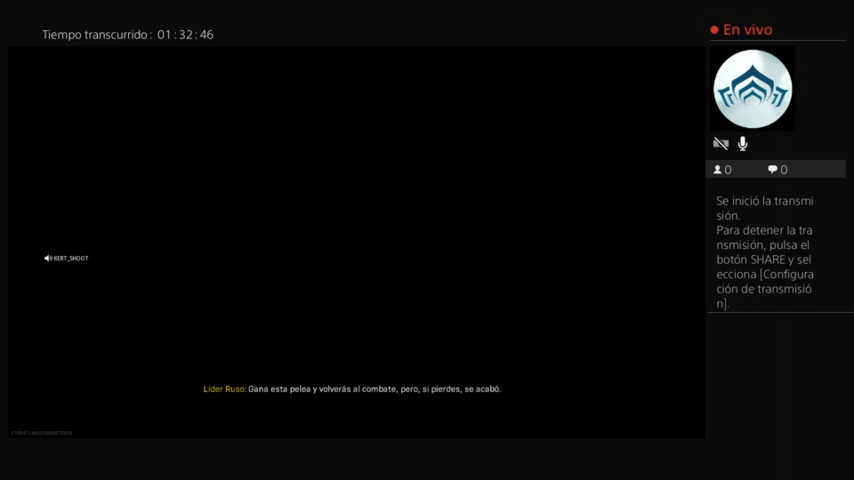 Tiempo transcurrido: 01:32:46
En vivo
0 0
Se inició la transmi
sión.
Para detener la tra
nsmisión, pulsa el
botón SHARE y sel
ecciona [Configura
ción de transmisió
n].
KERT_SHOOT
Líder Ruso: Gana esta pelea y volverás al combate, pero, si pierdes, se acabó.